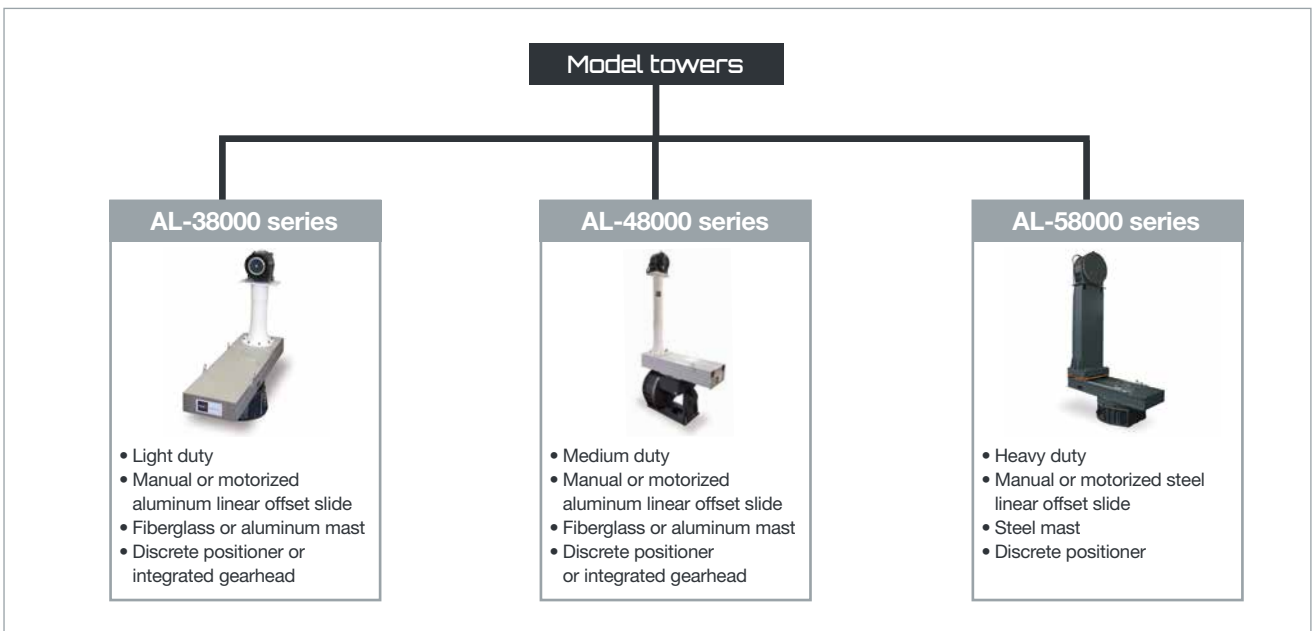 Model towers
AL-38000 series
• Light duty
• Manual or motorized
aluminum linear offset slide
• Fiberglass or aluminum mast
• Discrete positioner or
integrated gearhead
AL-48000 series
• Medium duty
• Manual or motorized
aluminum linear offset slide
• Fiberglass or aluminum mast
• Discrete positioner
or integrated gearhead
AL-58000 series
• Heavy duty
• Manual or motorized steel
linear offset slide
• Steel mast
• Discrete positioner